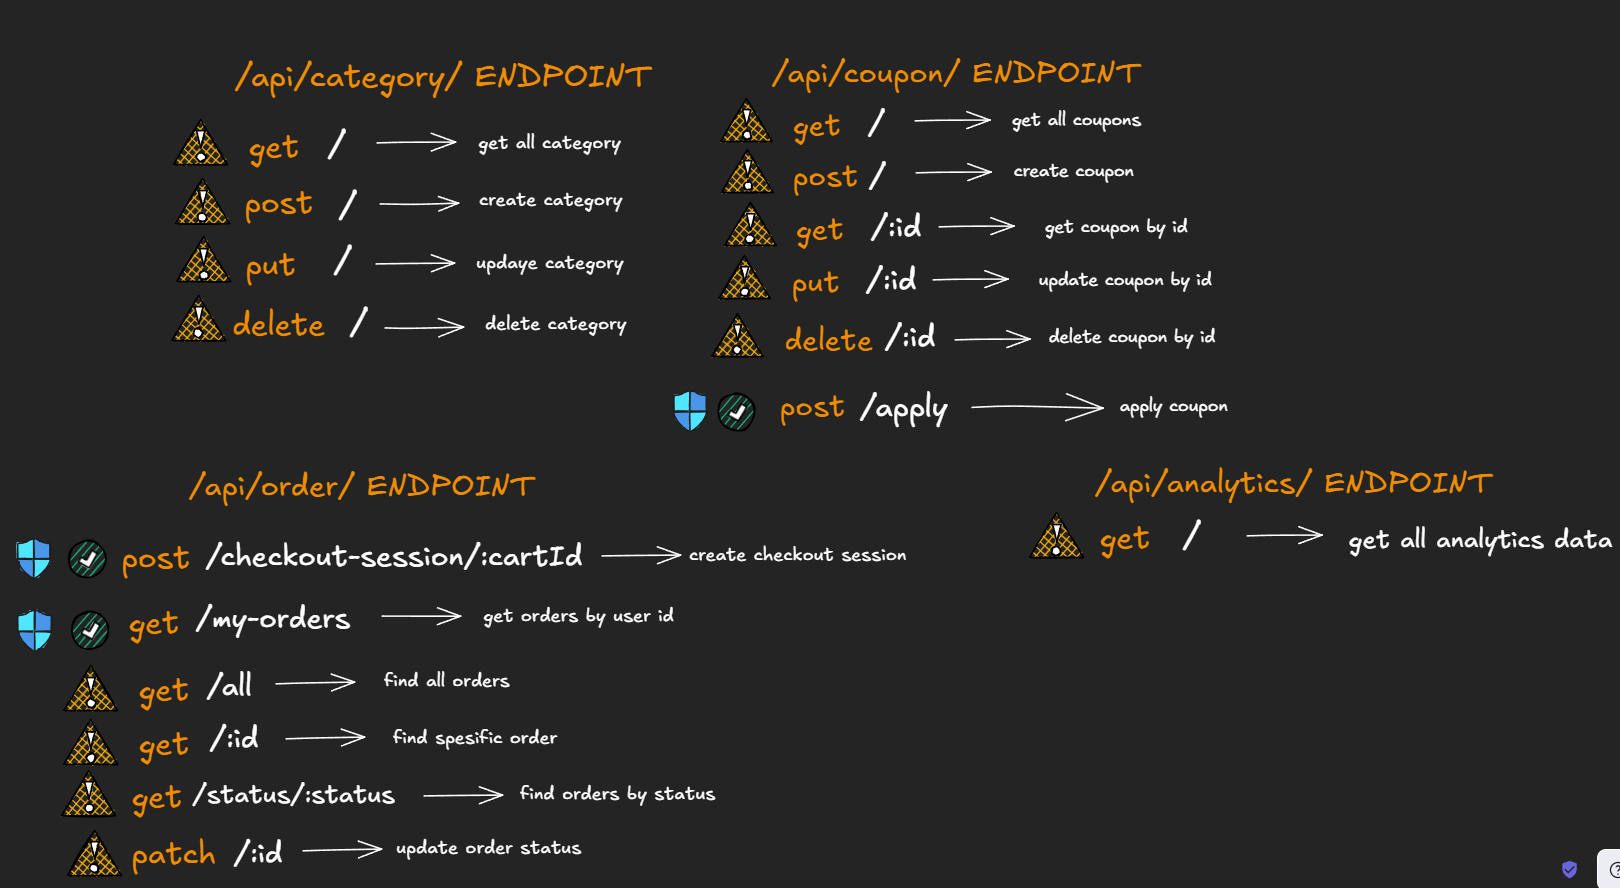 /api/category/ ENDPOINT
get / get all category
post / create category
put / updaye category
delete / delete category
/api/coupon/ ENDPOINT
get / get all coupons
post / create coupon
get /:id get coupon by id
put /:id update coupon by id
delete /:id delete coupon by id
post /apply apply coupon
/api/order/ ENDPOINT
post /checkout-session/:cartId create checkout session
get /my-orders get orders by user id
get /all find all orders
get /:id find spesific order
get /status/:status find orders by status
patch /:id update order status
/api/analytics/ ENDPOINT
get / get all analytics data